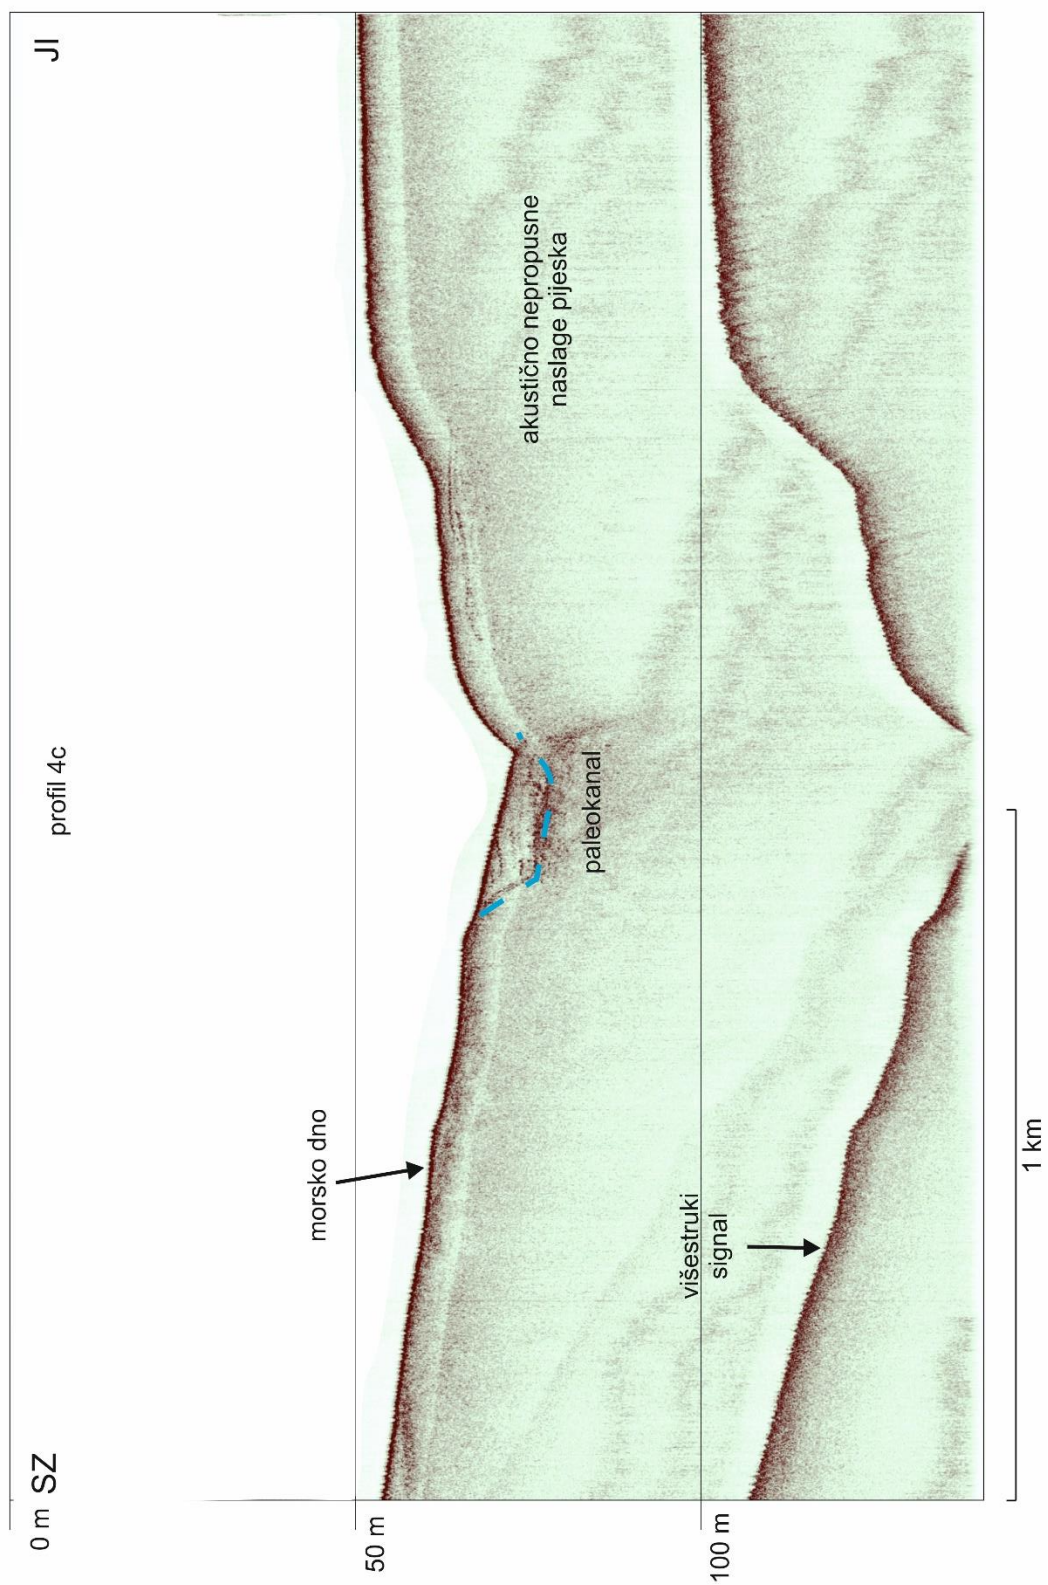 profil 4c
SZ
JI
0 m
50 m
100 m
morsko dno
paleokanal
akustično nepropusne
naslage pijeska
višestruki
signal
1 km